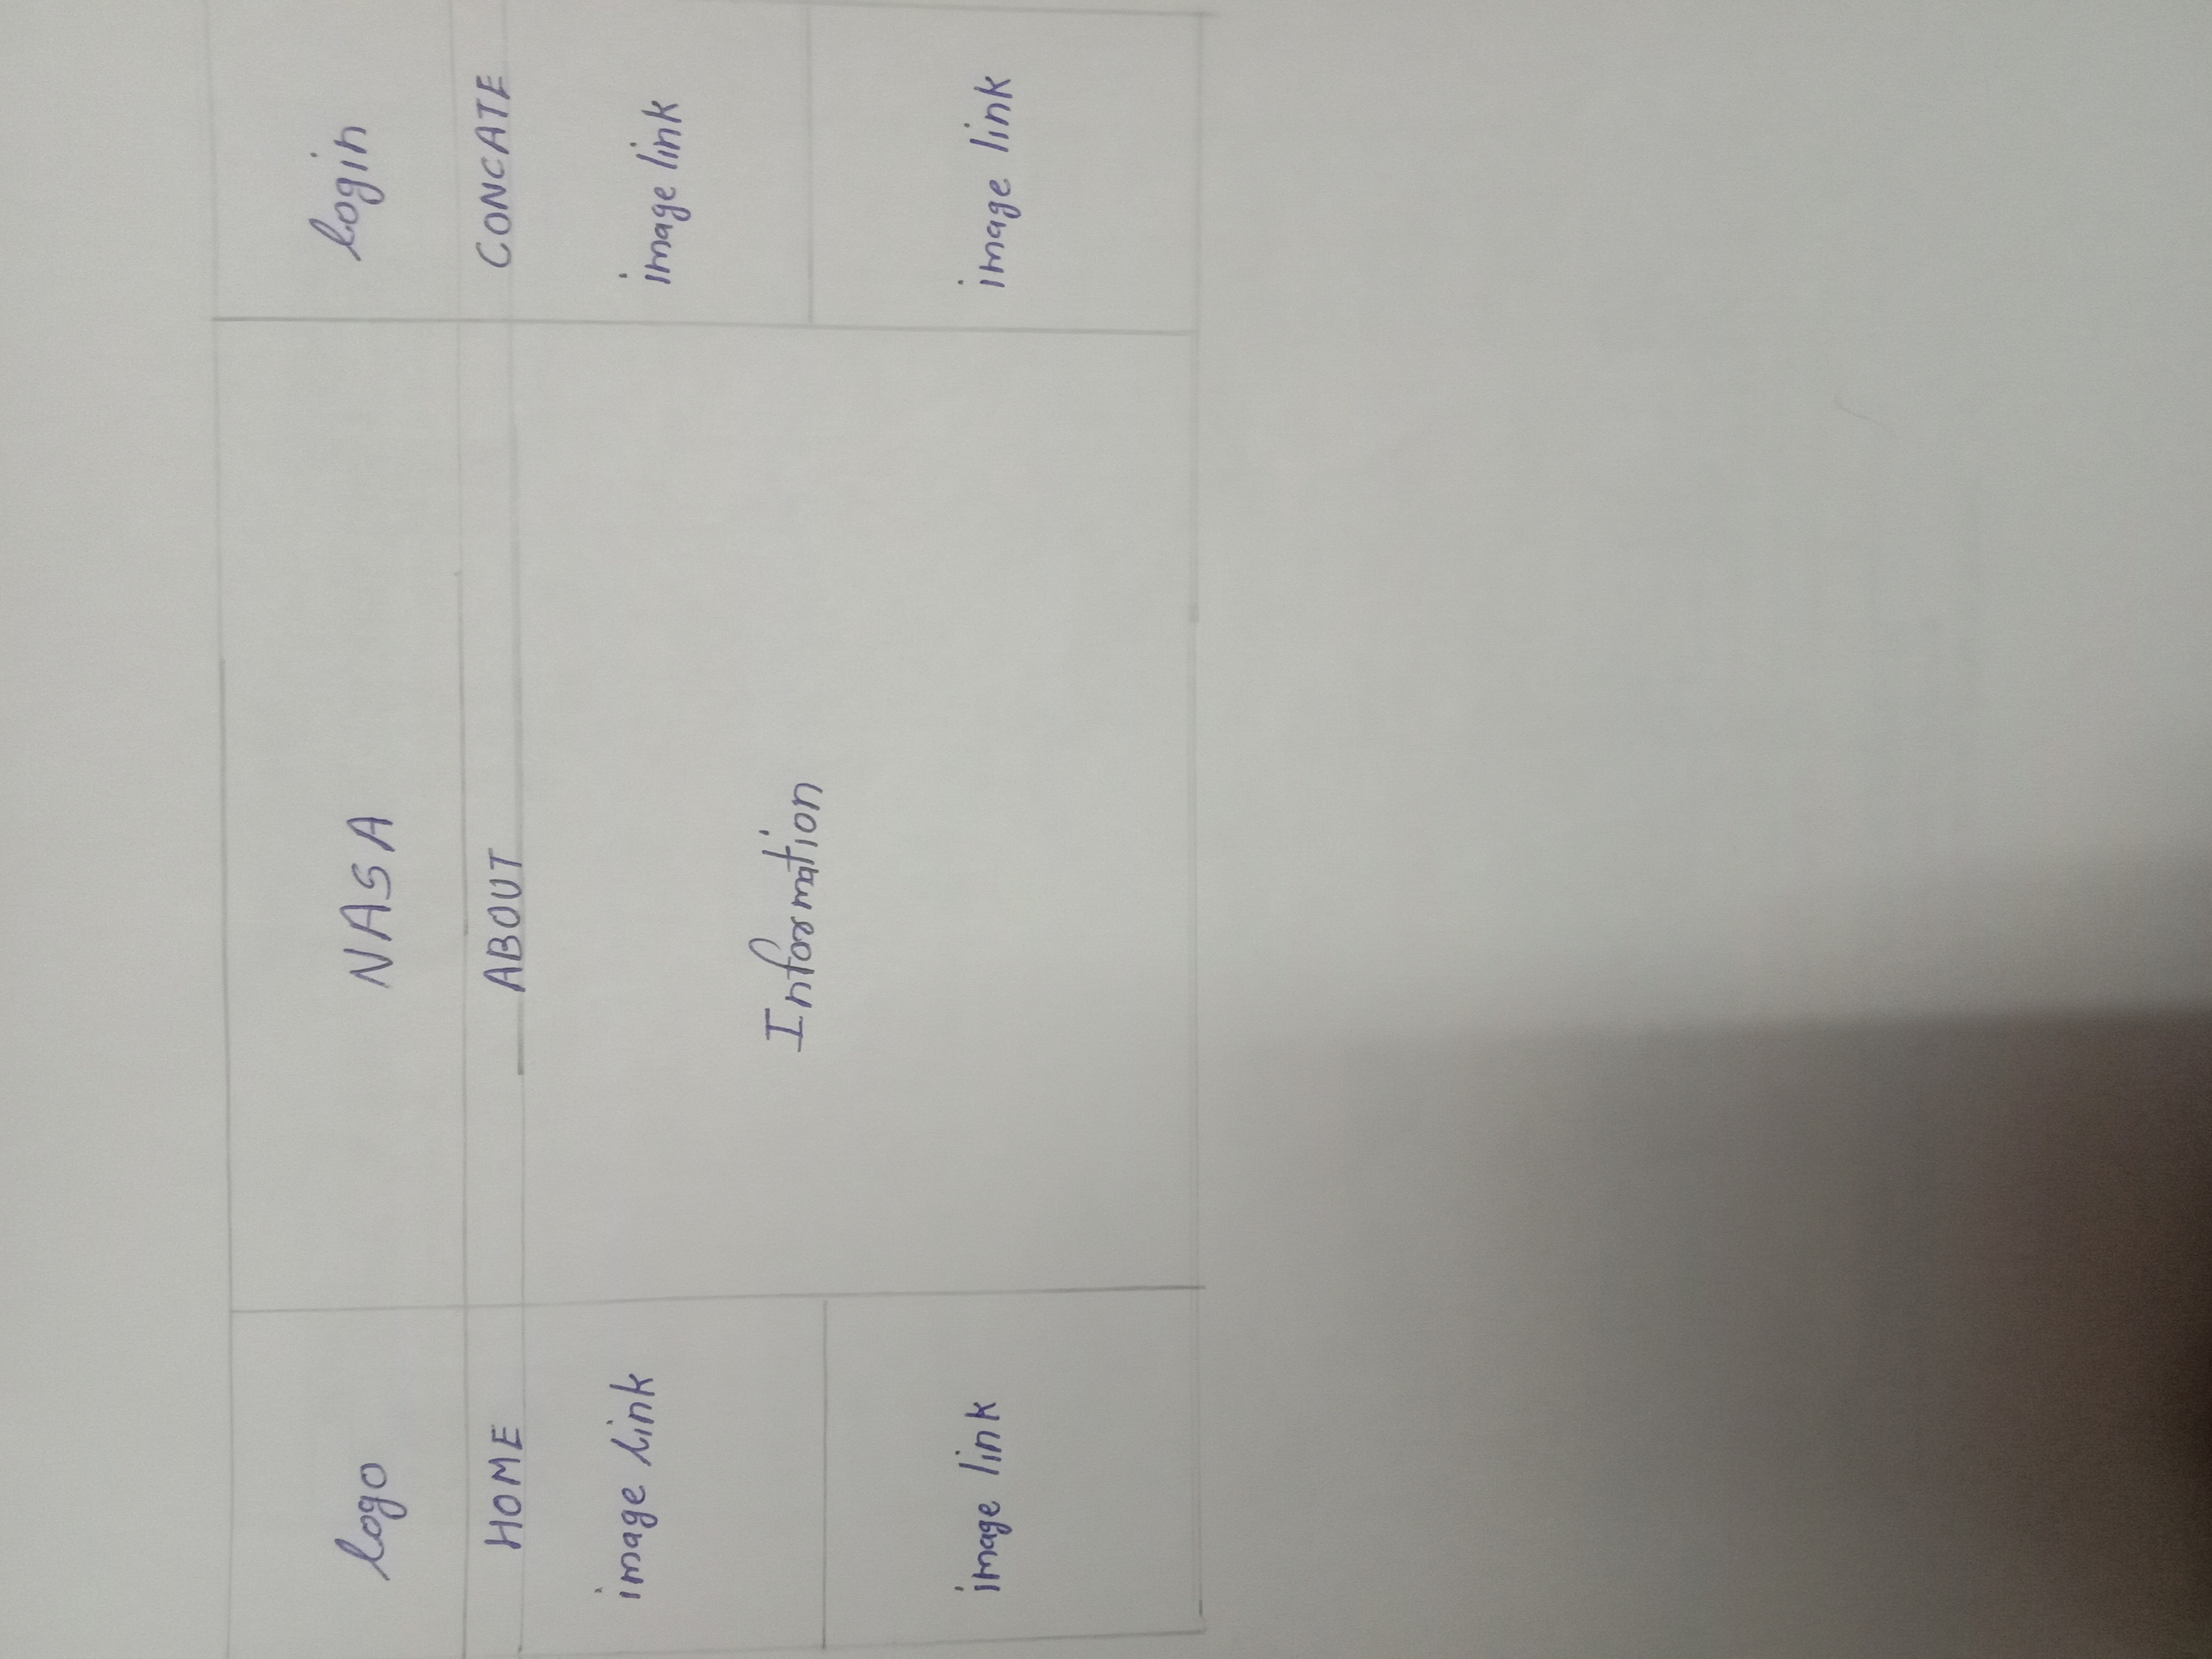 logo NASA login
HOME ABOUT CONCATE
image link
image link
Information
image link
image link